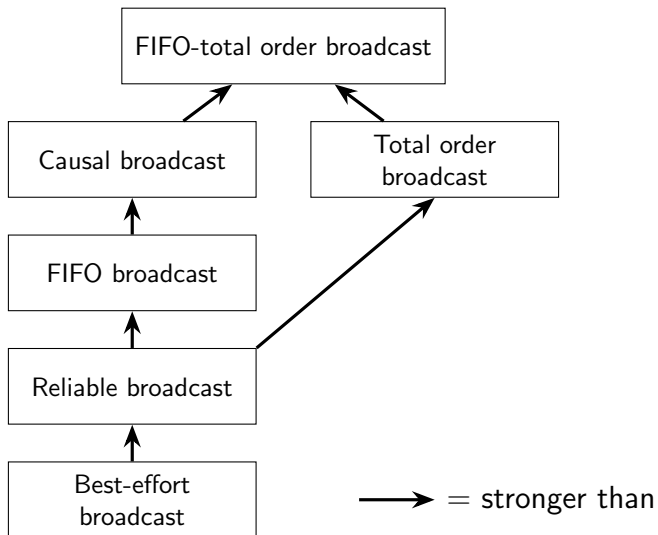 FIFO-total order broadcast
Causal broadcast
Total order
broadcast
FIFO broadcast
Reliable broadcast
Best-effort
broadcast
= stronger than